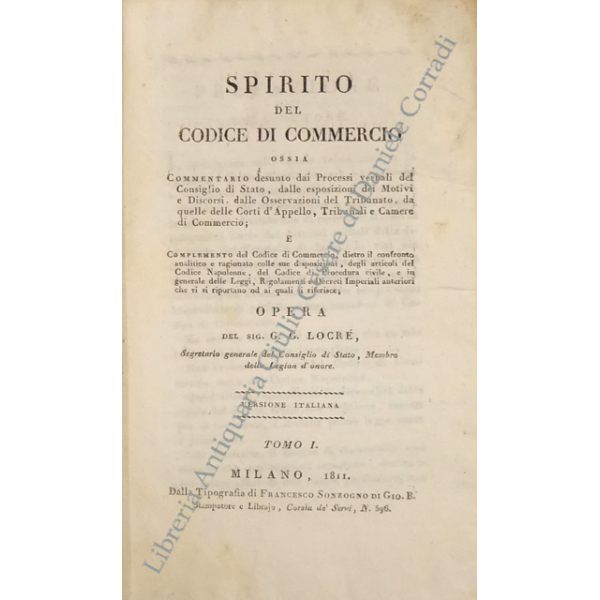 SPIRITO
DEL
CODICE DI COMMERCIO
OSSIA
COMMENTARIO desunto dai Processi verbali del
Consiglio di Stato, dalle esposizioni dei Motivi
e Discorsi, dalle Osservazioni del Tribunato, da
quelle delle Corti d'Appello, Tribunali e Camere
di Commercio;
E
COMPLEMENTO del Codice di Commercio, dietro il confronto
analitico e ragionato colle sue disposizioni, degli articoli del
Codice Napoleone, del Codice di Procedura civile, e in
generale delle Leggi, Regolamenti e Decreti Imperiali anteriori
che vi si riportano od ai quali si riferisce;
OPERA
DEL SIG. G. G. LOCRÉ,
Segretario generale del Consiglio di Stato, Membro
della Legion d'onore.
VERSIONE ITALIANA
TOMO I.
MILANO, 1811.
Dalla Tipografia di FRANCESCO SONZOGNO DI GIO. B.
Stampatore e Librajo, Corsia de' Servi, N. 596.
Libreria Antiquaria Giulio Cesare di Daniele Corradi